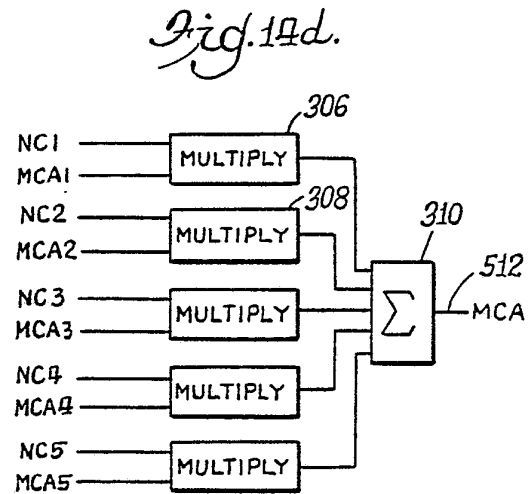 Fig. 14d.
306
NC1
MCA1
MULTIPLY
308
NC2
MCA2
MULTIPLY
310
512
NC3
MCA3
MULTIPLY
Σ
MCA
NC4
MCA4
MULTIPLY
NC5
MCA5
MULTIPLY